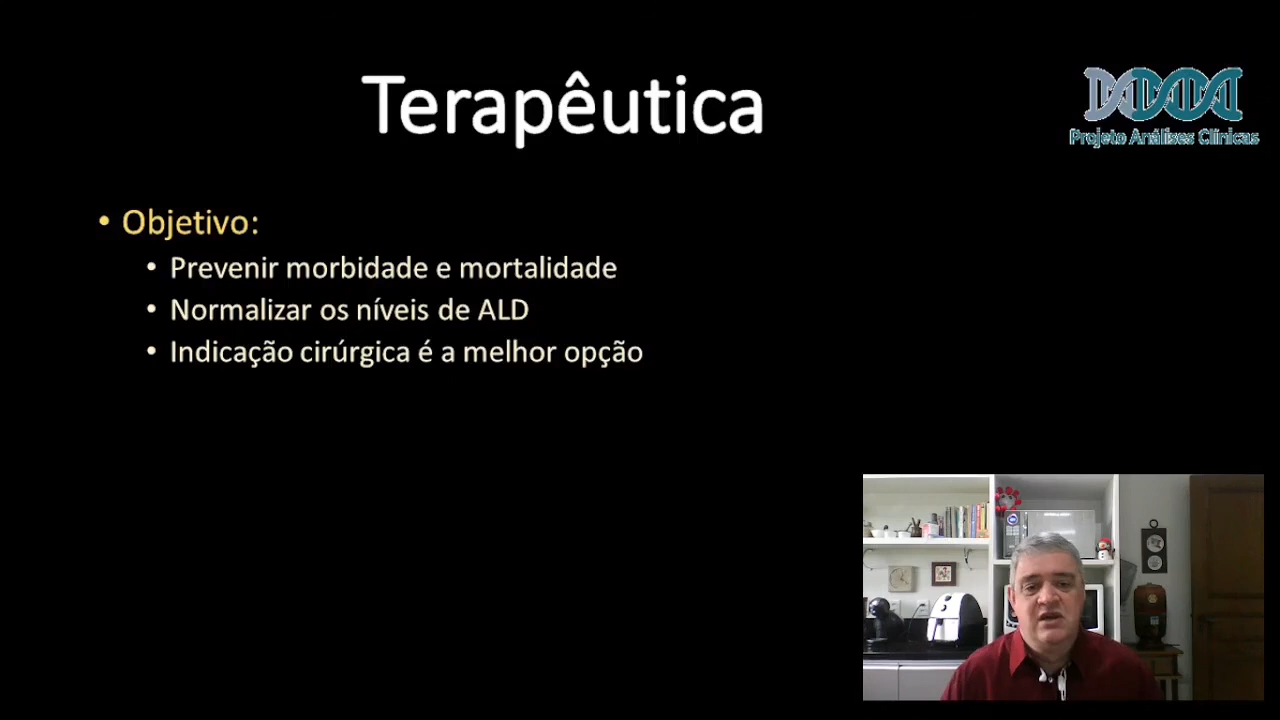 Terapêutica
Projeto Análises Clínicas
• Objetivo:
• Prevenir morbidade e mortalidade
• Normalizar os níveis de ALD
• Indicação cirúrgica é a melhor opção